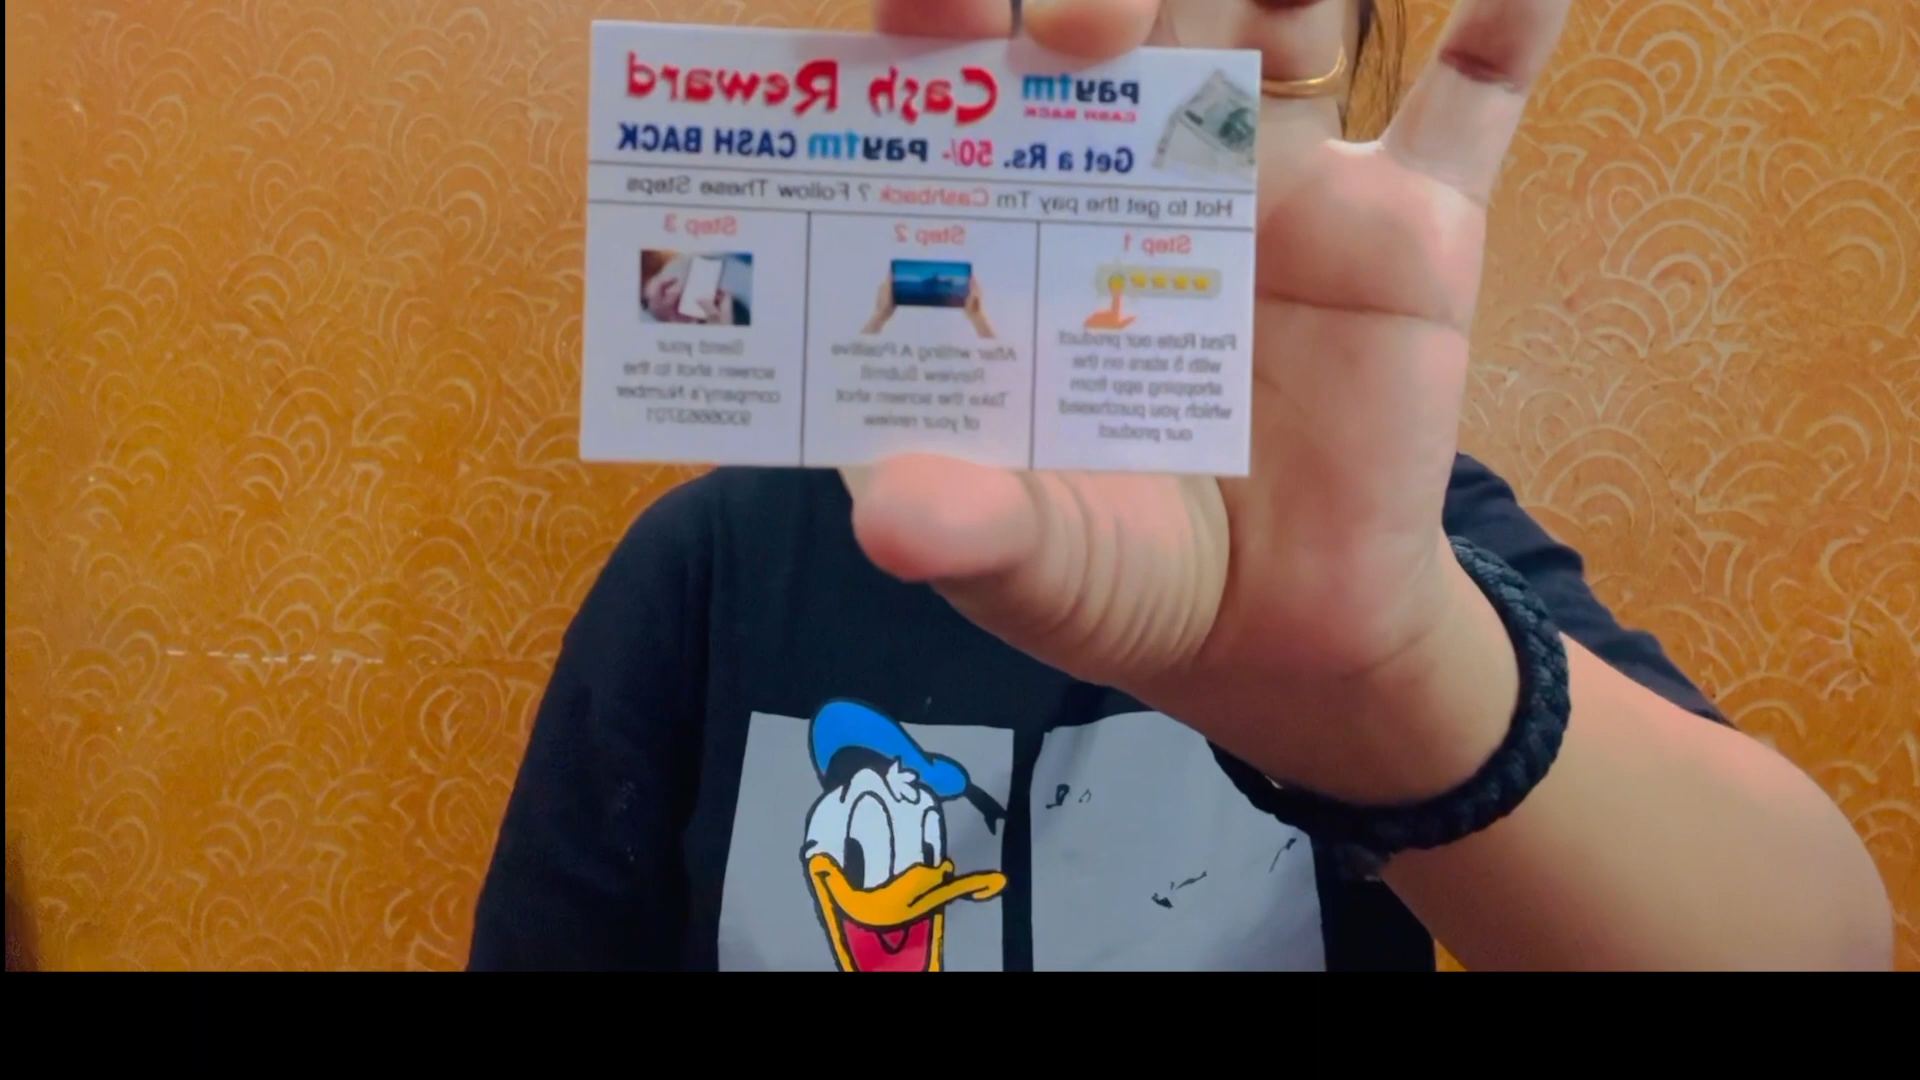 paytm Cash Reward
CASH BACK
Get a Rs. 50/- paytm CASH BACK
Hot to get the pay Tm Cashback ? Follow These Steps
Step 1
First Rate our product
with 5 stars on the
shopping app from
which you purchased
our product
Step 2
After writing A Positive
Review Submit
Take the screen shot
of your review
Step 3
Send your
screen shot to the
company's Number